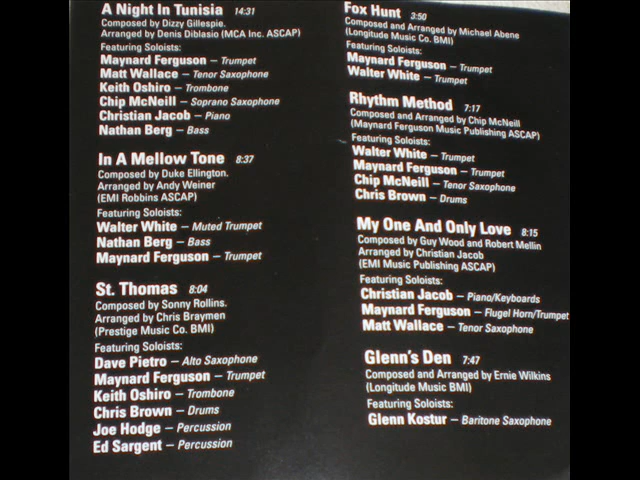 A Night In Tunisia 14:31
Composed by Dizzy Gillespie.
Arranged by Denis Diblasio (MCA Inc. ASCAP)
Featuring Soloists:
Maynard Ferguson – Trumpet
Matt Wallace – Tenor Saxophone
Keith Oshiro – Trombone
Chip McNeill – Soprano Saxophone
Christian Jacob – Piano
Nathan Berg – Bass
In A Mellow Tone 8:37
Composed by Duke Ellington.
Arranged by Andy Weiner
(EMI Robbins ASCAP)
Featuring Soloists:
Walter White – Muted Trumpet
Nathan Berg – Bass
Maynard Ferguson – Trumpet
St. Thomas 8:04
Composed by Sonny Rollins.
Arranged by Chris Braymen
(Prestige Music Co. BMI)
Featuring Soloists:
Dave Pietro – Alto Saxophone
Maynard Ferguson – Trumpet
Keith Oshiro – Trombone
Chris Brown – Drums
Joe Hodge – Percussion
Ed Sargent – Percussion
Fox Hunt 3:50
Composed and Arranged by Michael Abene
(Longitude Music Co. BMI)
Featuring Soloists:
Maynard Ferguson – Trumpet
Walter White – Trumpet
Rhythm Method 7:17
Composed and Arranged by Chip McNeill
(Maynard Ferguson Music Publishing ASCAP)
Featuring Soloists:
Walter White – Trumpet
Maynard Ferguson – Trumpet
Chip McNeill – Tenor Saxophone
Chris Brown – Drums
My One And Only Love 8:15
Composed by Guy Wood and Robert Mellin
Arranged by Christian Jacob
(EMI Music Publishing ASCAP)
Featuring Soloists:
Christian Jacob – Piano/Keyboards
Maynard Ferguson – Flugel Horn/Trumpet
Matt Wallace – Tenor Saxophone
Glenn's Den 7:47
Composed and Arranged by Ernie Wilkins
(Longitude Music BMI)
Featuring Soloists:
Glenn Kostur – Baritone Saxophone